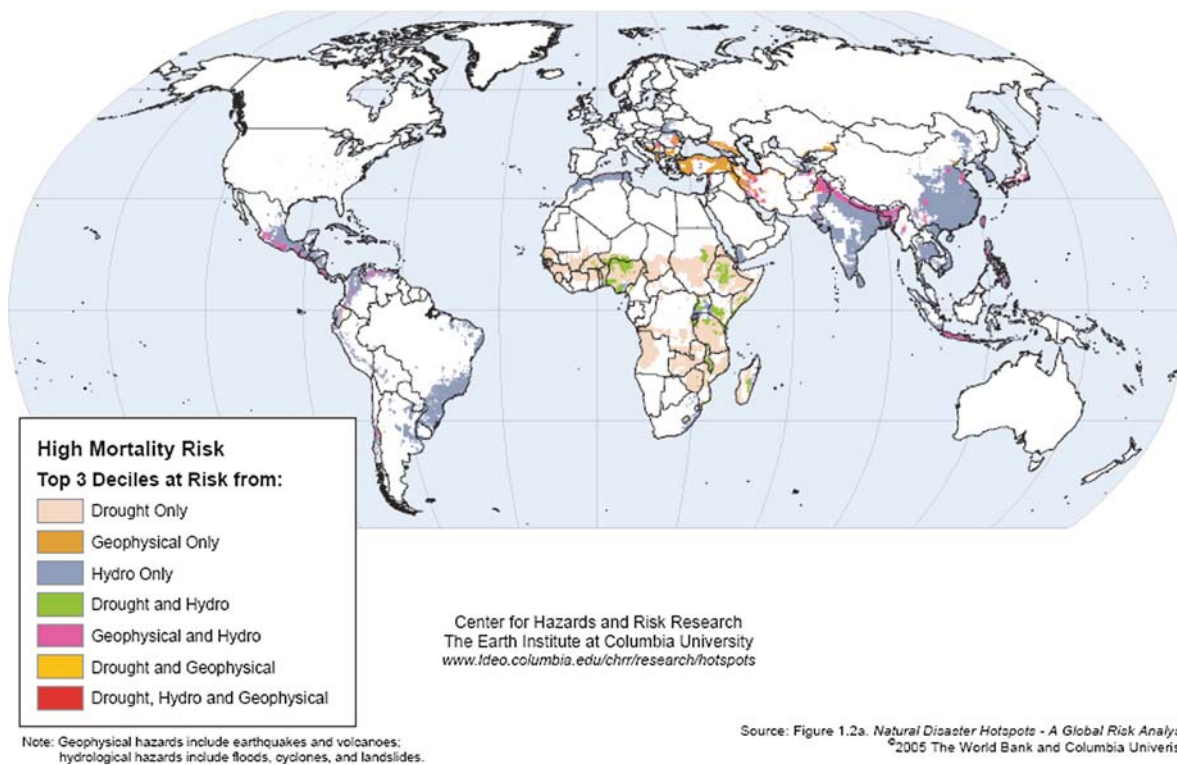 High Mortality Risk
Top 3 Deciles at Risk from:
Drought Only
Geophysical Only
Hydro Only
Drought and Hydro
Geophysical and Hydro
Drought and Geophysical
Drought, Hydro and Geophysical
Note: Geophysical hazards include earthquakes and volcanoes;
hydrological hazards include floods, cyclones, and landslides.
Center for Hazards and Risk Research
The Earth Institute at Columbia University
www.ldeo.columbia.edu/chrr/research/hotspots
Source: Figure 1.2a. Natural Disaster Hotspots - A Global Risk Analys
©2005 The World Bank and Columbia Universi